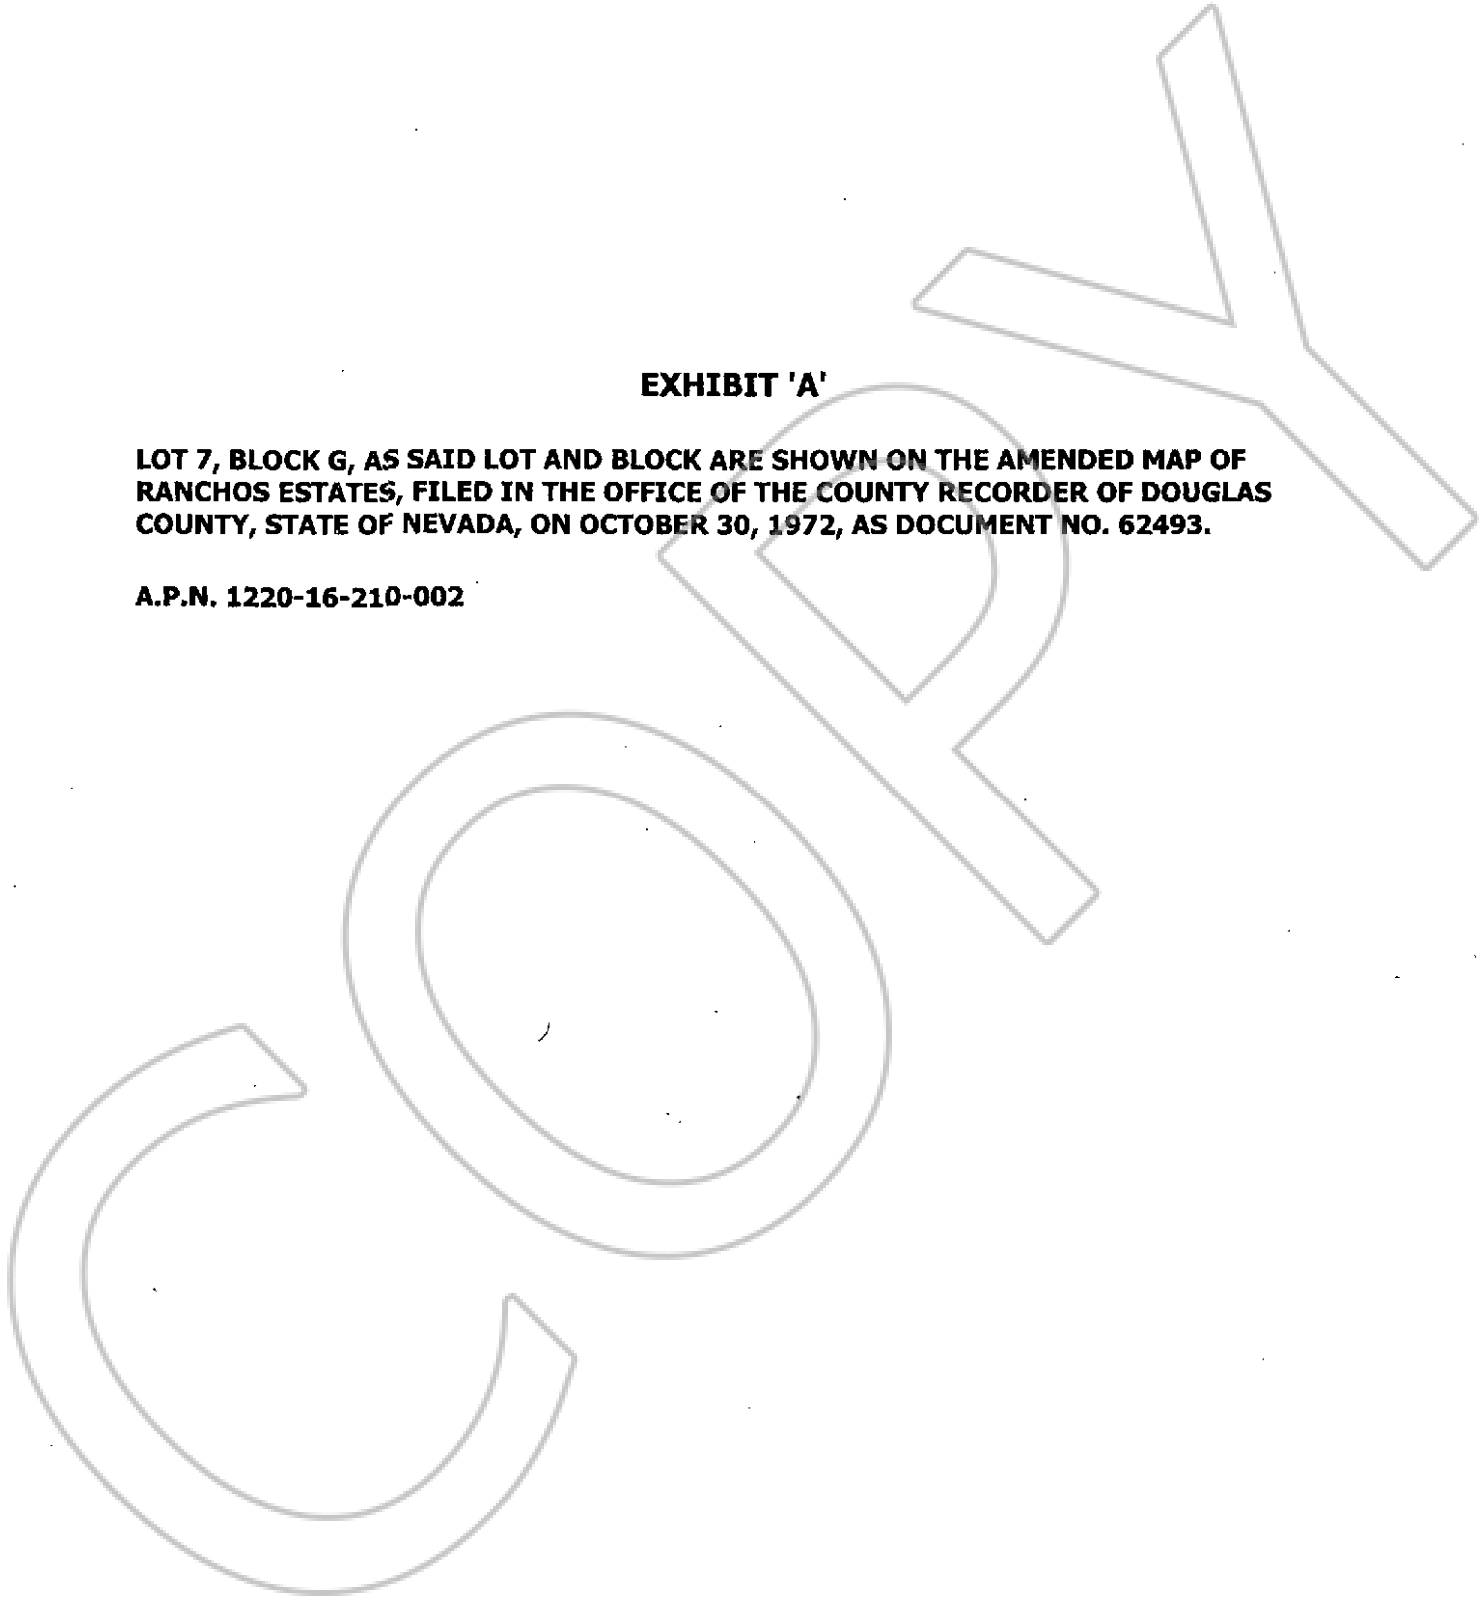 EXHIBIT 'A'
LOT 7, BLOCK G, AS SAID LOT AND BLOCK ARE SHOWN ON THE AMENDED MAP OF
RANCHOS ESTATES, FILED IN THE OFFICE OF THE COUNTY RECORDER OF DOUGLAS
COUNTY, STATE OF NEVADA, ON OCTOBER 30, 1972, AS DOCUMENT NO. 62493.
A.P.N. 1220-16-210-002
COPY